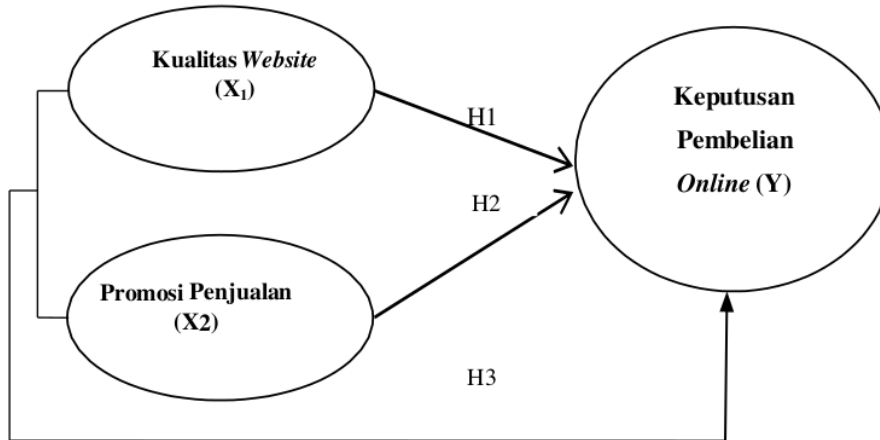 Kualitas Website
(X₁)
H1
Keputusan
Pembelian
Online (Y)
H2
Promosi Penjualan
(X2)
H3